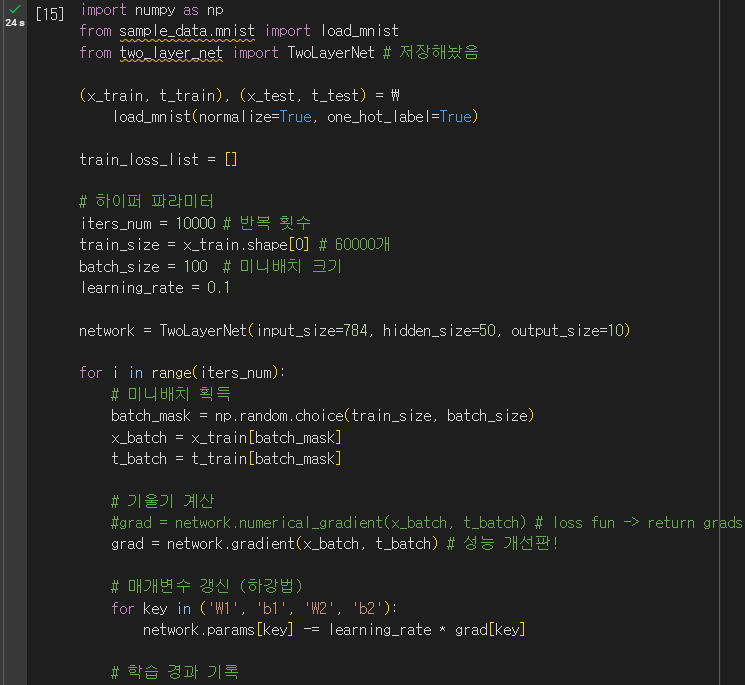 24 s
[15]
import numpy as np
from sample_data.mnist import load_mnist
from two_layer_net import TwoLayerNet # 저장해놨음
(x_train, t_train), (x_test, t_test) = ₩
load_mnist(normalize=True, one_hot_label=True)
train_loss_list = []
# 하이퍼 파라미터
iters_num = 10000 # 반복 횟수
train_size = x_train.shape[0] # 60000개
batch_size = 100 # 미니배치 크기
learning_rate = 0.1
network = TwoLayerNet(input_size=784, hidden_size=50, output_size=10)
for i in range(iters_num):
# 미니배치 획득
batch_mask = np.random.choice(train_size, batch_size)
x_batch = x_train[batch_mask]
t_batch = t_train[batch_mask]
# 기울기 계산
#grad = network.numerical_gradient(x_batch, t_batch) # loss fun -> return grads
grad = network.gradient(x_batch, t_batch) # 성능 개선판!
# 매개변수 갱신 (하강법)
for key in ('W1', 'b1', 'W2', 'b2'):
network.params[key] -= learning_rate * grad[key]
# 학습 경과 기록